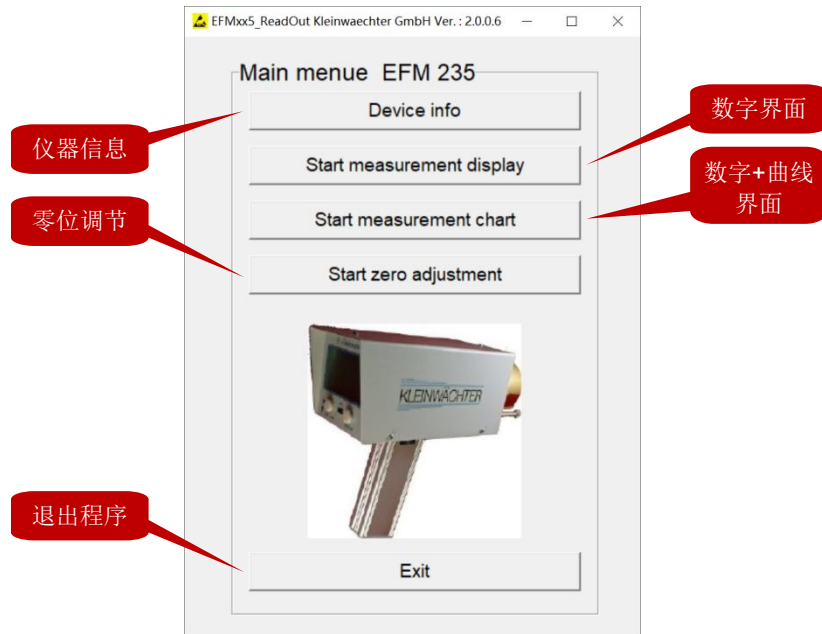 EFMxx5_ReadOut Kleinwaechter GmbH Ver. : 2.0.0.6
Main menue EFM 235
Device info
仪器信息
数字界面
Start measurement display
数字+曲线
界面
Start measurement chart
零位调节
Start zero adjustment
KLEINWÄCHTER
退出程序
Exit